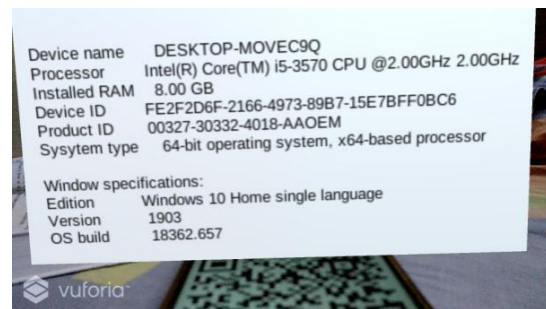 Device name DESKTOP-MOVEC9Q
Processor Intel(R) Core(TM) i5-3570 CPU @2.00GHz 2.00GHz
Installed RAM 8.00 GB
Device ID FE2F2D6F-2166-4973-89B7-15E7BFF0BC6
Product ID 00327-30332-4018-AAOEM
Sysytem type 64-bit operating system, x64-based processor
Window specifications:
Edition Windows 10 Home single language
Version 1903
OS build 18362.657
vuforia™